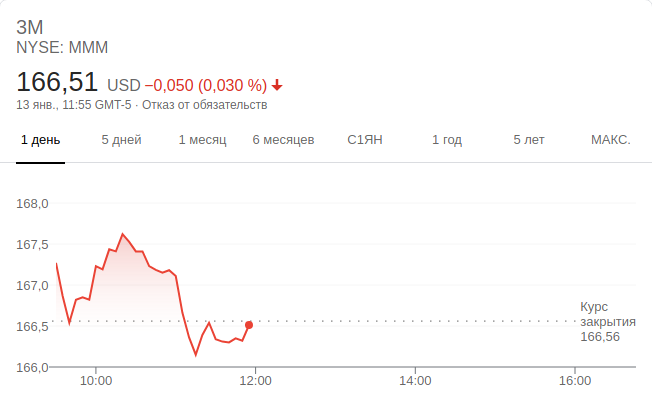 3M
NYSE: MMM
166,51 USD −0,050 (0,030 %)
13 янв., 11:55 GMT-5 · Отказ от обязательств
1 день 5 дней 1 месяц 6 месяцев С1ЯН 1 год 5 лет МАКС.
168,0
167,5
167,0
166,5
166,0
Курс
закрытия
166,56
10:00 12:00 14:00 16:00